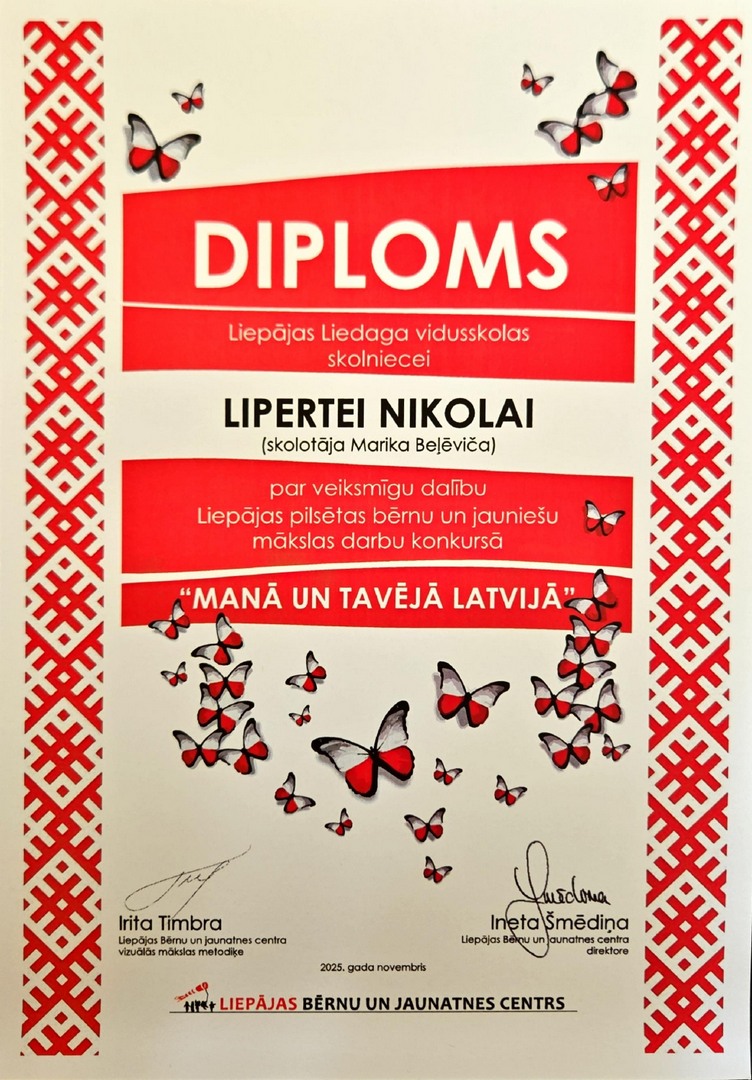 DIPLOMS
Liepājas Liedaga vidusskolas
skolniecei
LIPERTEI NIKOLAI
(skolotāja Marika Beļēviča)
par veiksmīgu dalību
Liepājas pilsētas bērnu un jauniešu
mākslas darbu konkursā
“MANĀ UN TAVĒJĀ LATVIJĀ”
Irita Timbra
Liepājas Bērnu un jaunatnes centra
vizuālās mākslas metodiķe
Ineta Šmēdiņa
Liepājas Bērnu un jaunatnes centra
direktore
2025. gada novembris
LIEPĀJAS BĒRNU UN JAUNATNES CENTRS